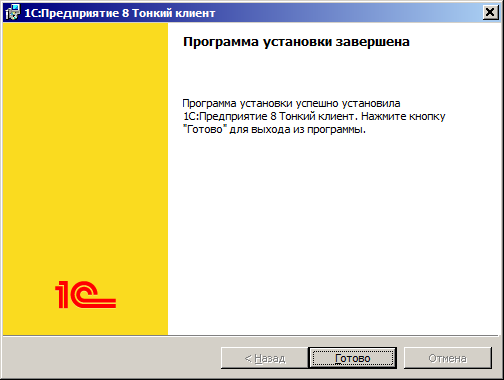 1С:Предприятие 8 Тонкий клиент
Программа установки завершена
Программа установки успешно установила
1С:Предприятие 8 Тонкий клиент. Нажмите кнопку
"Готово" для выхода из программы.
1С
< Назад
Готово
Отмена